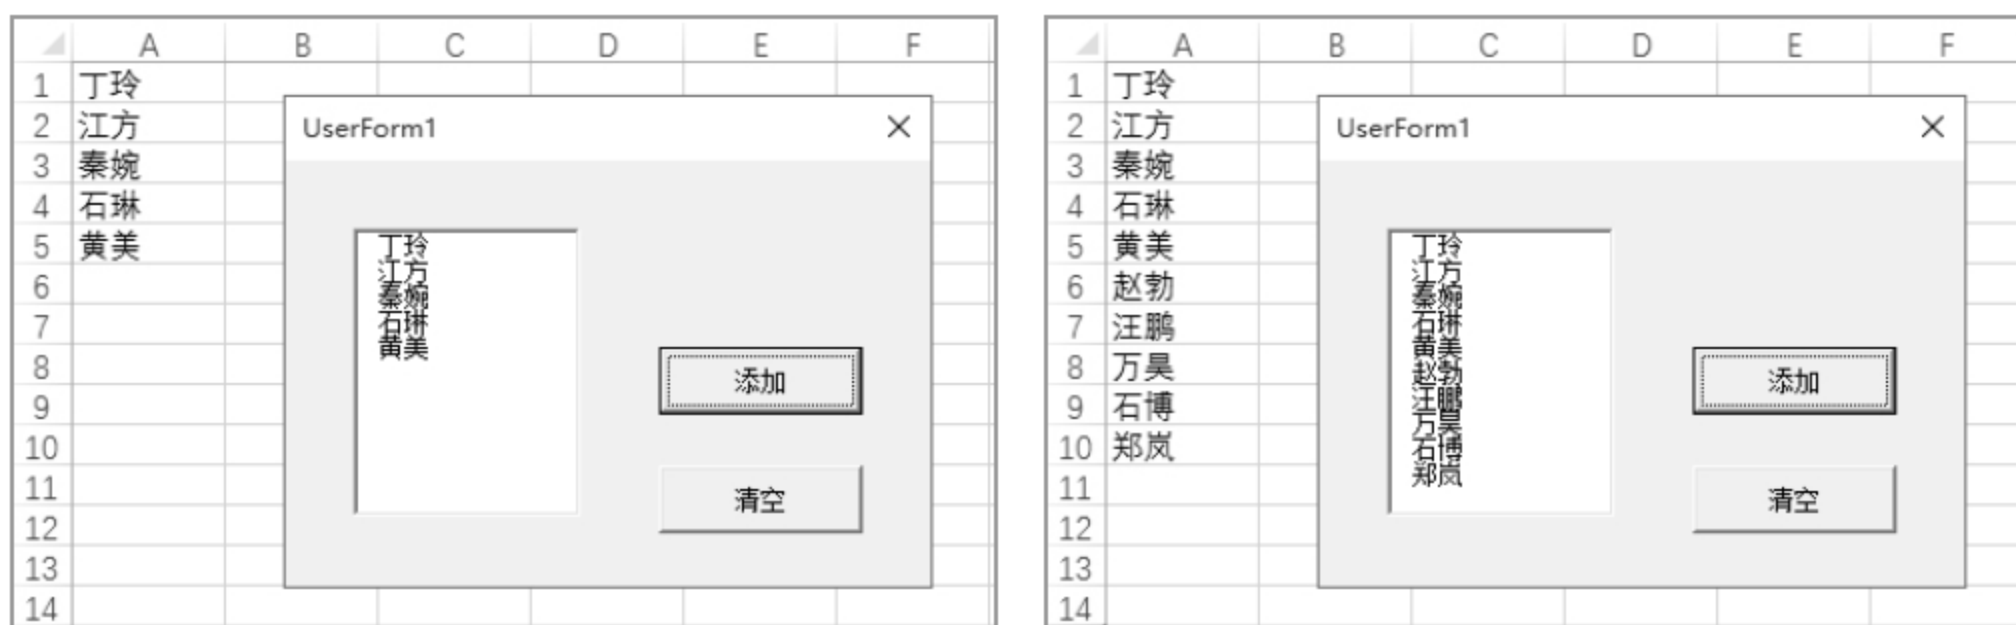 A B C D E F
1 丁玲
2 江方
3 秦婉
4 石琳
5 黄美
6
7
8
9
10
11
12
13
14
UserForm1
丁玲
江方
秦婉
石琳
黄美
添加
清空
A B C D E F
1 丁玲
2 江方
3 秦婉
4 石琳
5 黄美
6 赵勃
7 汪鹏
8 万昊
9 石博
10 郑岚
11
12
13
14
UserForm1
丁玲
江方
秦婉
石琳
黄美
赵勃
汪鹏
万昊
石博
郑岚
添加
清空